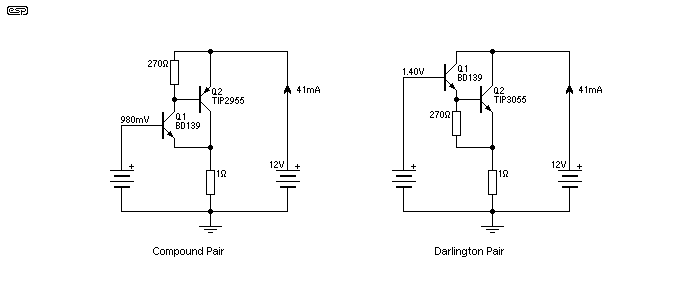 esp
270Ω
Q2
TIP2955
41mA
Q1
BD139
980mV
12V
1Ω
Compound Pair
Q1
BD139
1.40V
Q2
TIP3055
41mA
270Ω
12V
1Ω
Darlington Pair